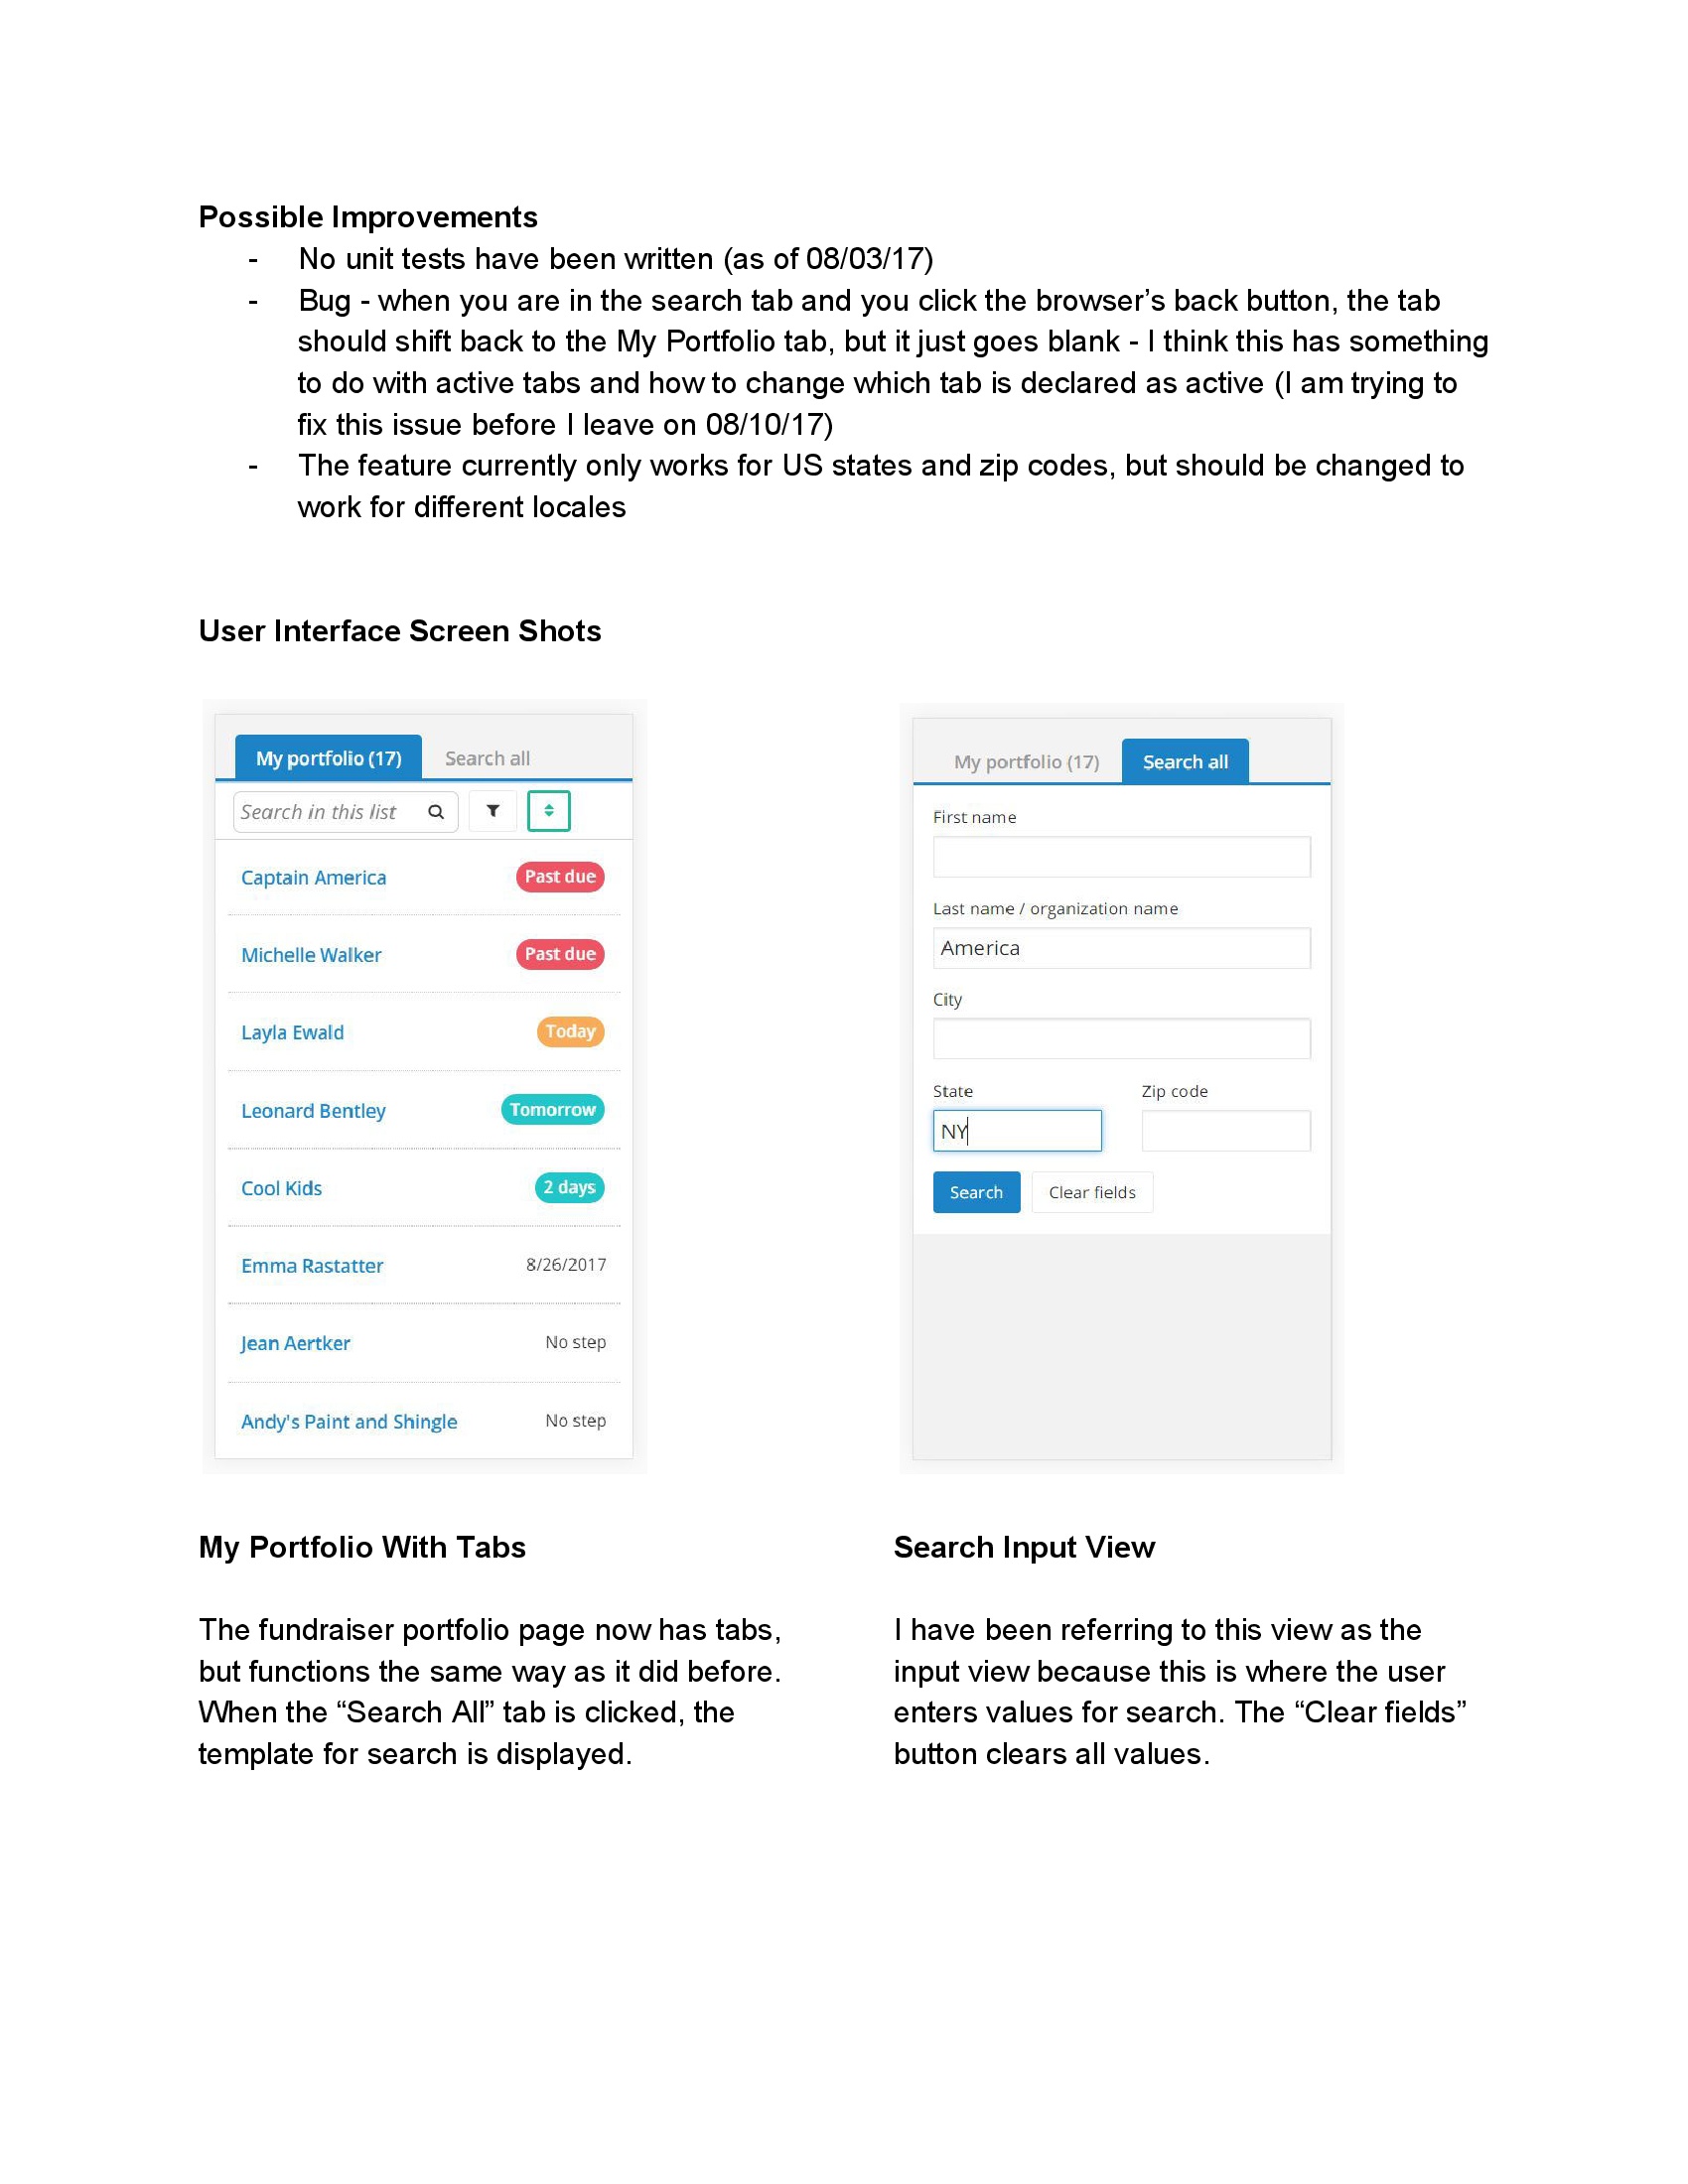 Possible Improvements
- No unit tests have been written (as of 08/03/17)
- Bug - when you are in the search tab and you click the browser’s back button, the tab
should shift back to the My Portfolio tab, but it just goes blank - I think this has something
to do with active tabs and how to change which tab is declared as active (I am trying to
fix this issue before I leave on 08/10/17)
- The feature currently only works for US states and zip codes, but should be changed to
work for different locales
User Interface Screen Shots
My portfolio (17) Search all
Search in this list
Captain America Past due
Michelle Walker Past due
Layla Ewald Today
Leonard Bentley Tomorrow
Cool Kids 2 days
Emma Rastatter 8/26/2017
Jean Aertker No step
Andy's Paint and Shingle No step
My portfolio (17) Search all
First name
Last name / organization name
America
City
State Zip code
NY
Search Clear fields
My Portfolio With Tabs
The fundraiser portfolio page now has tabs,
but functions the same way as it did before.
When the “Search All” tab is clicked, the
template for search is displayed.
Search Input View
I have been referring to this view as the
input view because this is where the user
enters values for search. The “Clear fields”
button clears all values.